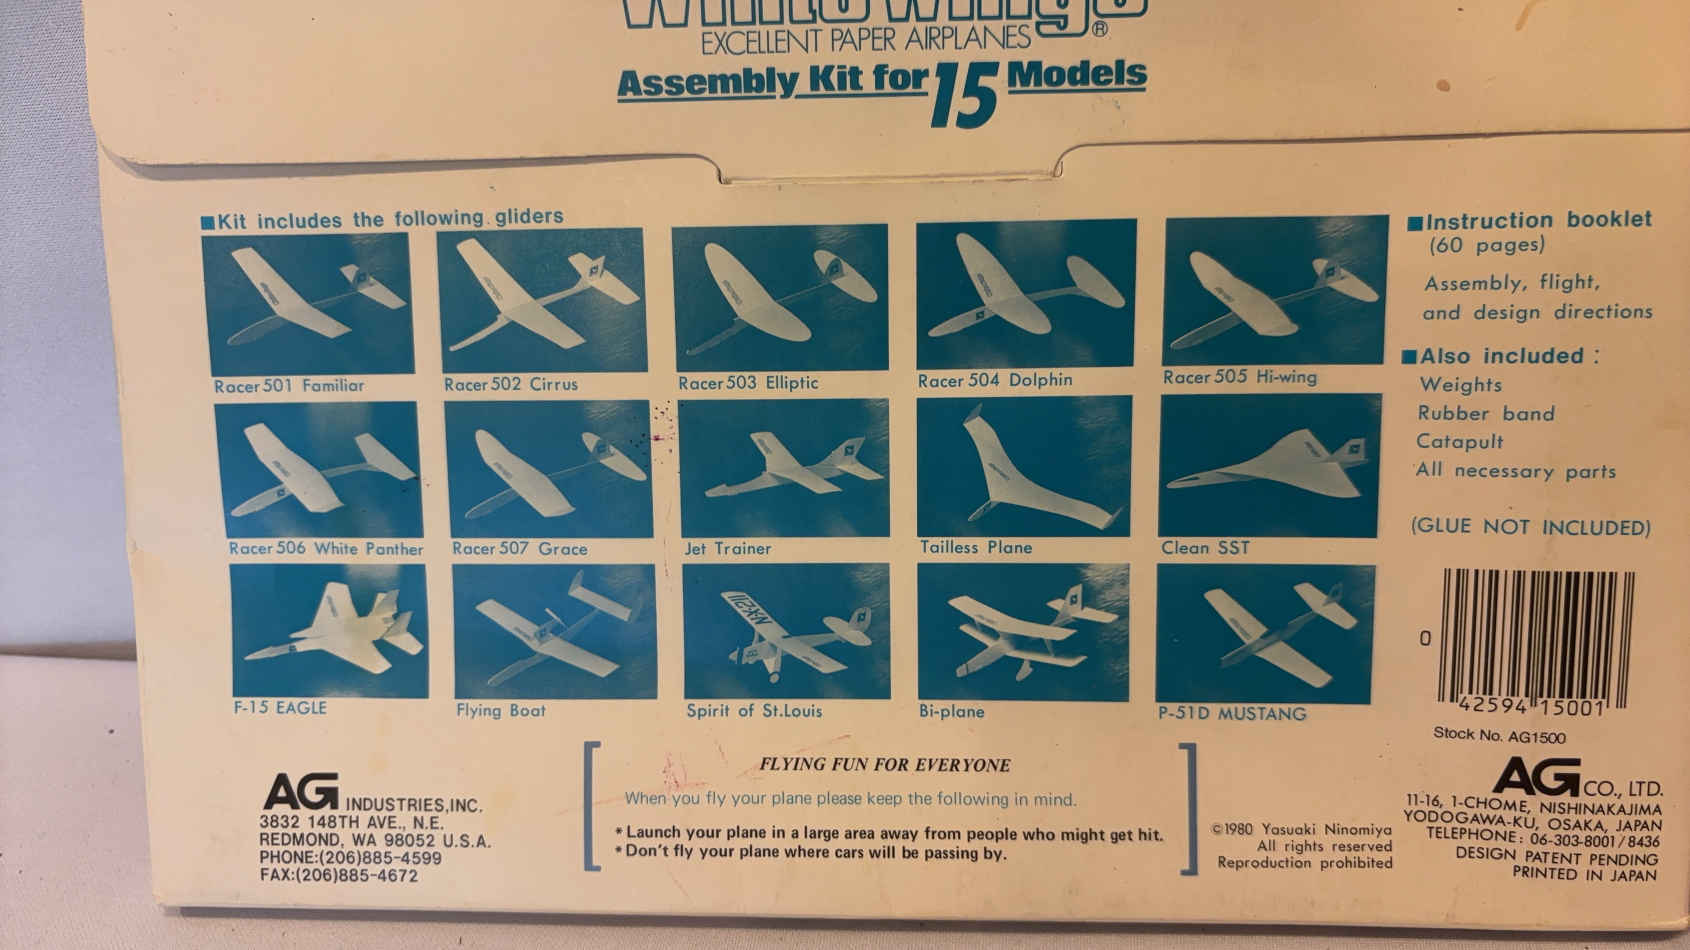 whitewings®
EXCELLENT PAPER AIRPLANES
Assembly Kit for 15 Models
■Kit includes the following gliders
Racer 501 Familiar
Racer 502 Cirrus
Racer 503 Elliptic
Racer 504 Dolphin
Racer 505 Hi-wing
Racer 506 White Panther
Racer 507 Grace
Jet Trainer
Tailless Plane
Clean SST
F-15 EAGLE
Flying Boat
NX-211
Spirit of St.Louis
Bi-plane
P-51D MUSTANG
■Instruction booklet
(60 pages)
Assembly, flight,
and design directions
■Also included :
Weights
Rubber band
Catapult
All necessary parts
(GLUE NOT INCLUDED)
0 42594 15001
Stock No. AG1500
AG INDUSTRIES,INC.
3832 148TH AVE., N.E.
REDMOND, WA 98052 U.S.A.
PHONE:(206)885-4599
FAX:(206)885-4672
FLYING FUN FOR EVERYONE
When you fly your plane please keep the following in mind.
* Launch your plane in a large area away from people who might get hit.
* Don't fly your plane where cars will be passing by.
©1980 Yasuaki Ninomiya
All rights reserved
Reproduction prohibited
AG CO., LTD.
11-16, 1-CHOME, NISHINAKAJIMA
YODOGAWA-KU, OSAKA, JAPAN
TELEPHONE: 06-303-8001/8436
DESIGN PATENT PENDING
PRINTED IN JAPAN